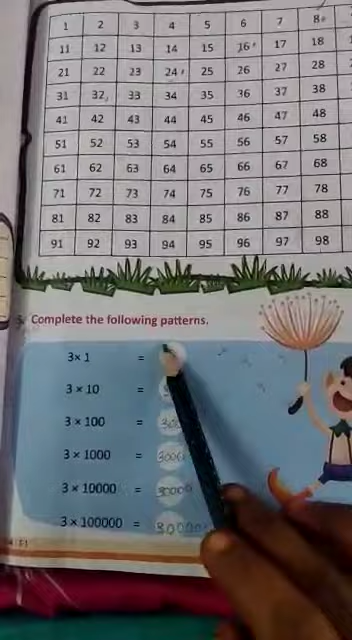 1 2 3 4 5 6 7 8
11 12 13 14 15 16 17 18
21 22 23 24 25 26 27 28
31 32 33 34 35 36 37 38
41 42 43 44 45 46 47 48
51 52 53 54 55 56 57 58
61 62 63 64 65 66 67 68
71 72 73 74 75 76 77 78
81 82 83 84 85 86 87 88
91 92 93 94 95 96 97 98
5. Complete the following patterns.
3 × 1 =
3 × 10 =
3 × 100 =
3 × 1000 =
3 × 10000 = 30000
3 × 100000 =